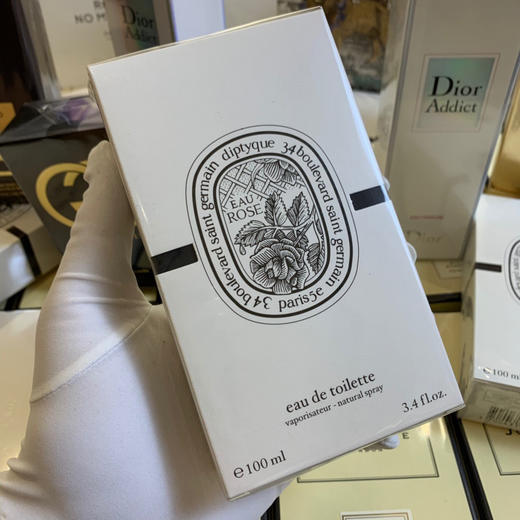 Dior
Addict
Dior
diptyque 34 boulevard saint germain paris5e 34 boulevard saint germain
EAU
ROSE
eau de toilette
vaporisateur - natural spray
3.4 fl.oz.
e 100 ml
e 100 ml